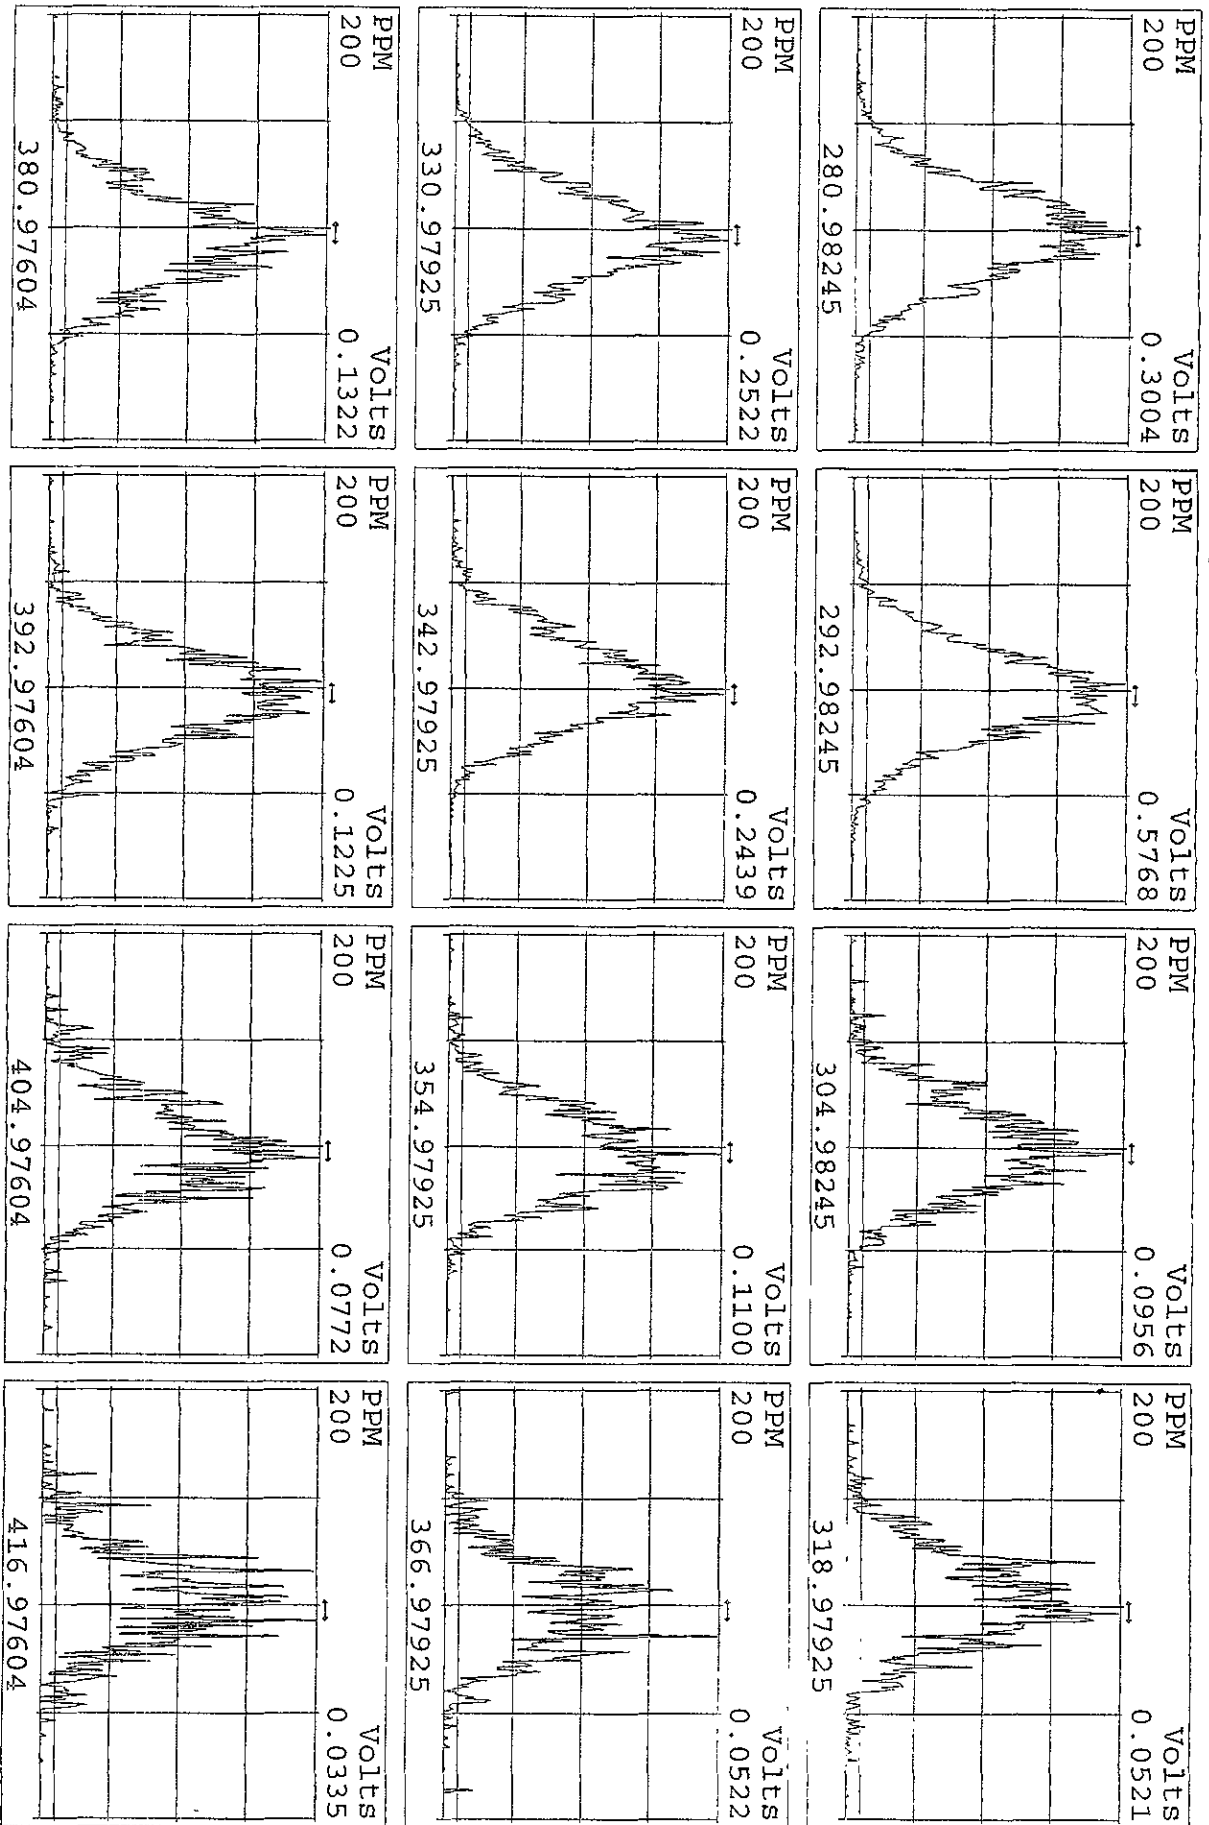 PPM Volts
200 0.3004
280.98245
PPM Volts
200 0.5768
292.98245
PPM Volts
200 0.0956
304.98245
PPM Volts
200 0.0521
318.97925
PPM Volts
200 0.2522
330.97925
PPM Volts
200 0.2439
342.97925
PPM Volts
200 0.1100
354.97925
PPM Volts
200 0.0522
366.97925
PPM Volts
200 0.1322
380.97604
PPM Volts
200 0.1225
392.97604
PPM Volts
200 0.0772
404.97604
PPM Volts
200 0.0335
416.97604